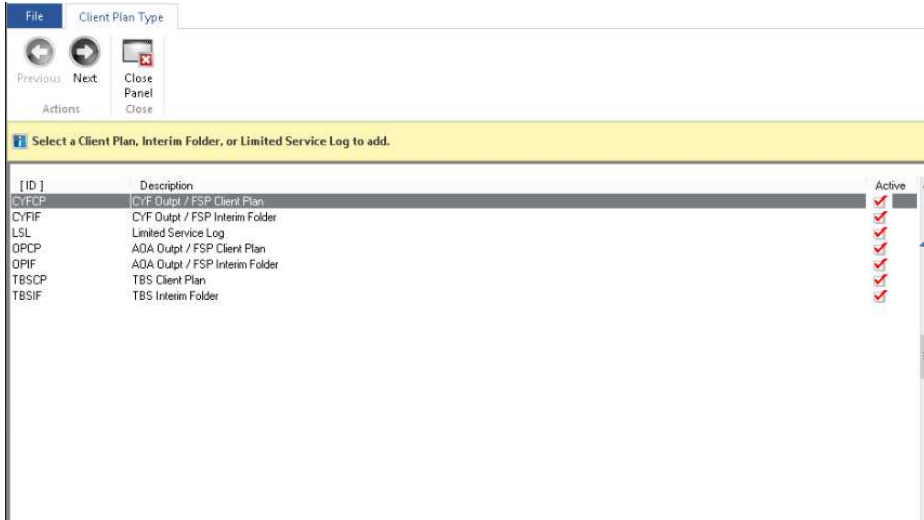 File Client Plan Type
Previous Next Close Panel
Actions Close
Select a Client Plan, Interim Folder, or Limited Service Log to add.
[ID] Description Active
CYFCP CYF Outpt / FSP Client Plan
CYFIF CYF Outpt / FSP Interim Folder
LSL Limited Service Log
OPCP AOA Outpt / FSP Client Plan
OPIF AOA Outpt / FSP Interim Folder
TBSCP TBS Client Plan
TBSIF TBS Interim Folder